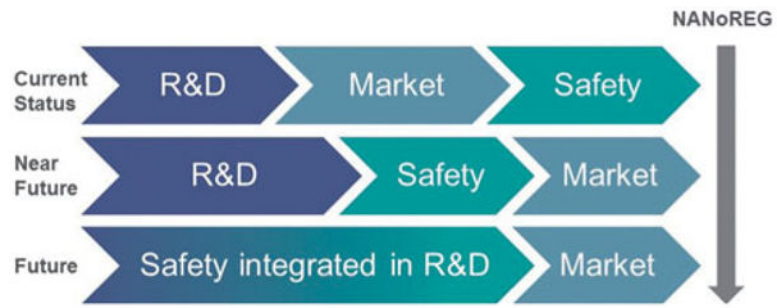 NANoREG
Current
Status
R&D
Market
Safety
Near
Future
R&D
Safety
Market
Future
Safety integrated in R&D
Market